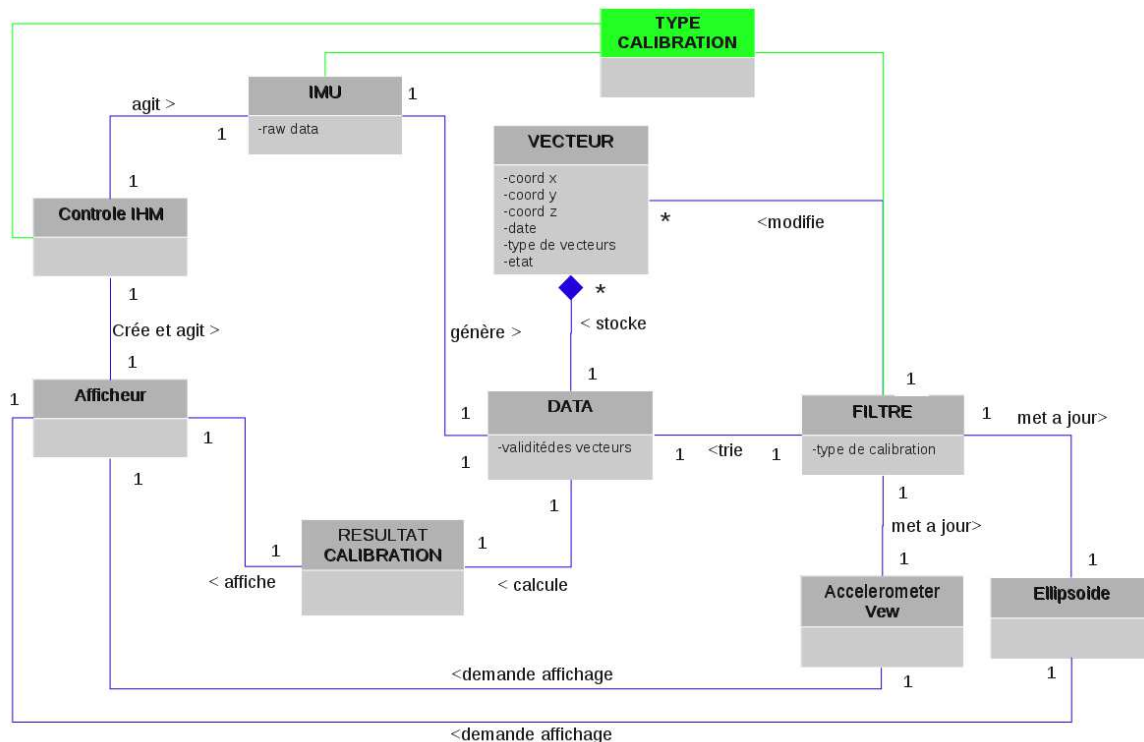 TYPE
CALIBRATION
IMU
-raw data
agit >
1
1
1
VECTEUR
-coord x
-coord y
-coord z
-date
-type de vecteurs
-etat
*
<modifie
1
Controle IHM
1
Crée et agit >
1
*
< stocke
génère >
1
1
Afficheur
1
1
1
DATA
-validitédes vecteurs
1
1
1
<trie
1
FILTRE
-type de calibration
1
met a jour>
1
met a jour>
1
1
RESULTAT
CALIBRATION
1
1
< affiche
< calcule
Accelerometer
Vew
Ellipsoide
1
1
<demande affichage
<demande affichage